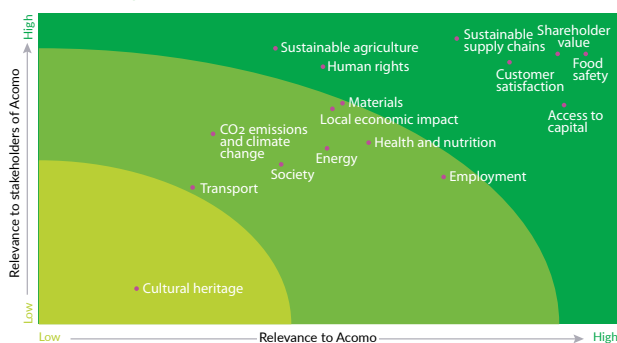 High
Relevance to stakeholders of Acomo
Low
Sustainable agriculture
Human rights
Sustainable
supply chains
Shareholder
value
Food
safety
Customer
satisfaction
Access to
capital
Materials
Local economic impact
CO2 emissions
and climate
change
Health and nutrition
Energy
Society
Employment
Transport
Cultural heritage
Low
Relevance to Acomo
High